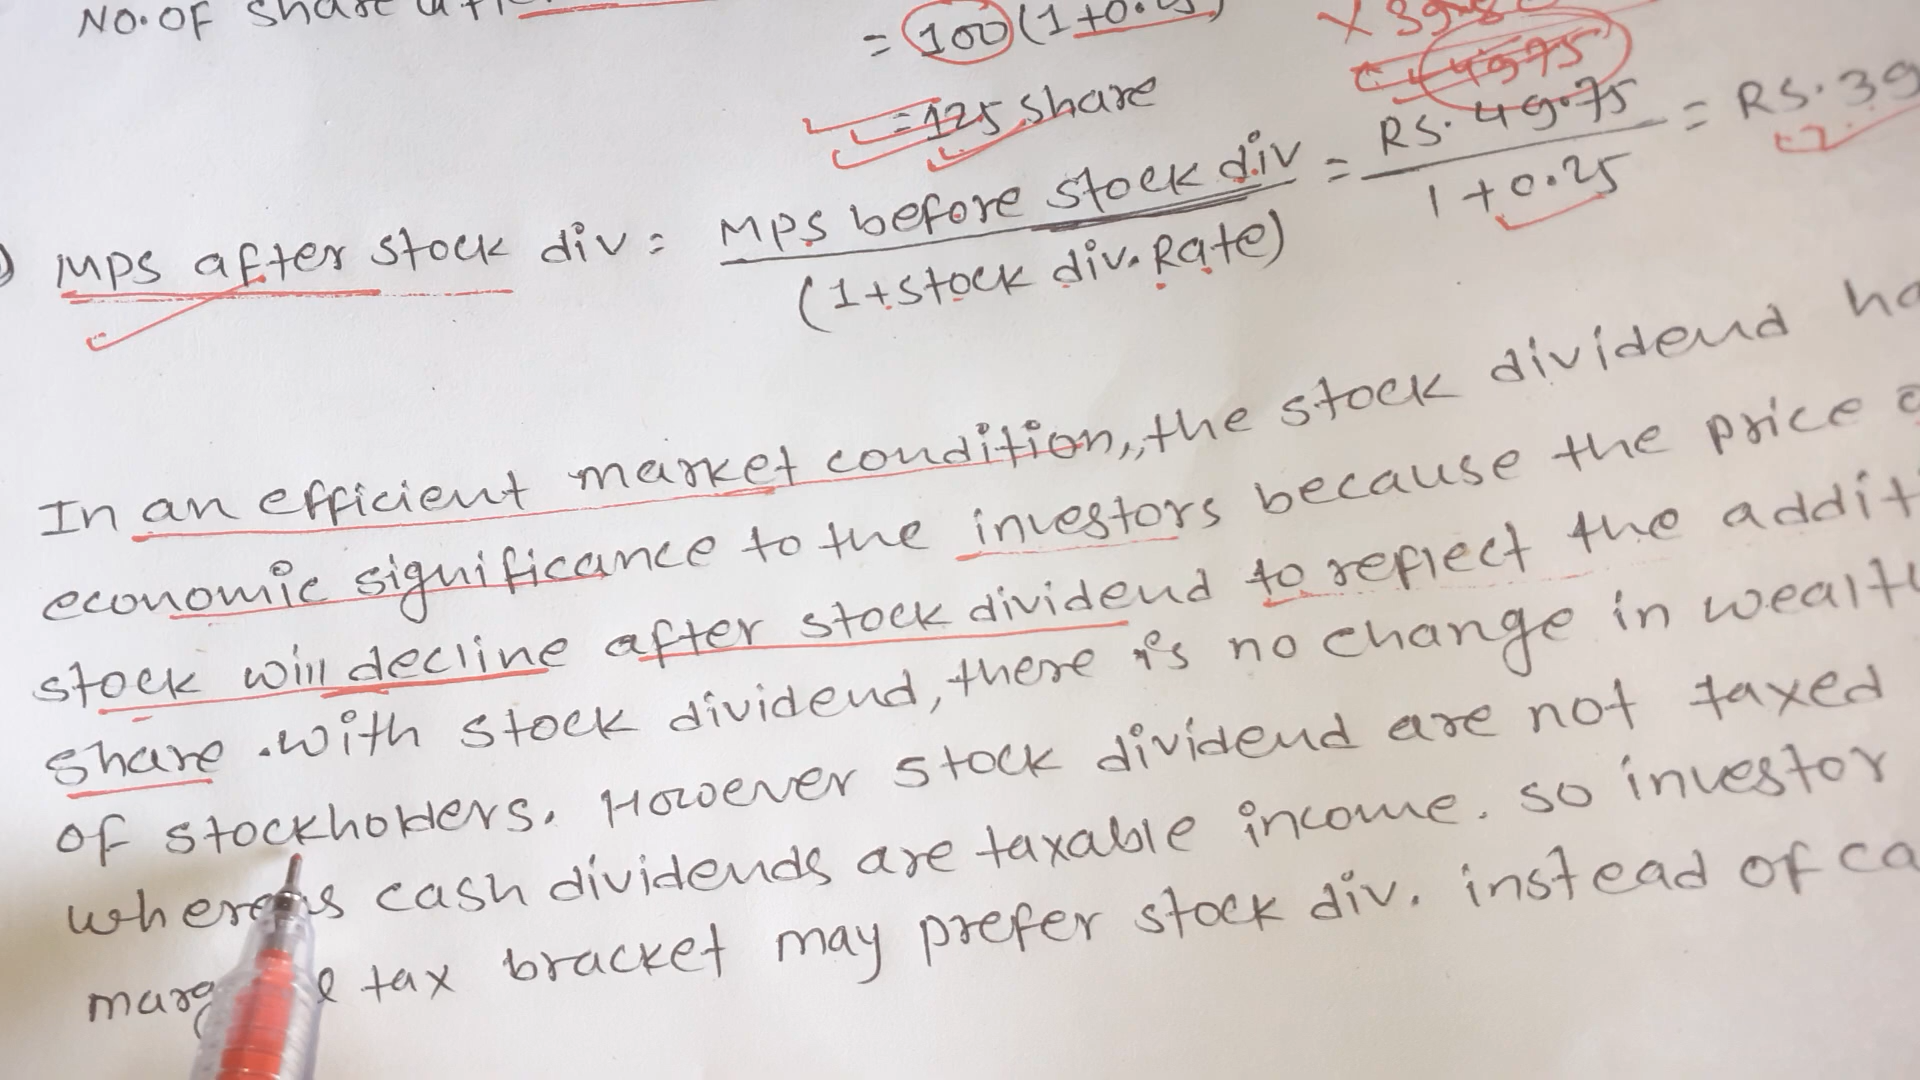 NO. OF share
= 100 (1+0.25)
= 125 share
4975
MPS after stock div = MPS before stock div / (1+stock div. Rate) = RS. 49.75 / 1+0.25 = RS. 39
In an efficient market condition, the stock dividend
economic significance to the investors because the price
stock will decline after stock dividend to reflect the addit
share. with stock dividend, there is no change in wealth
of stockholders. However stock dividend are not taxed
whereas cash dividends are taxable income. so investor
tax bracket may prefer stock div. instead of ca